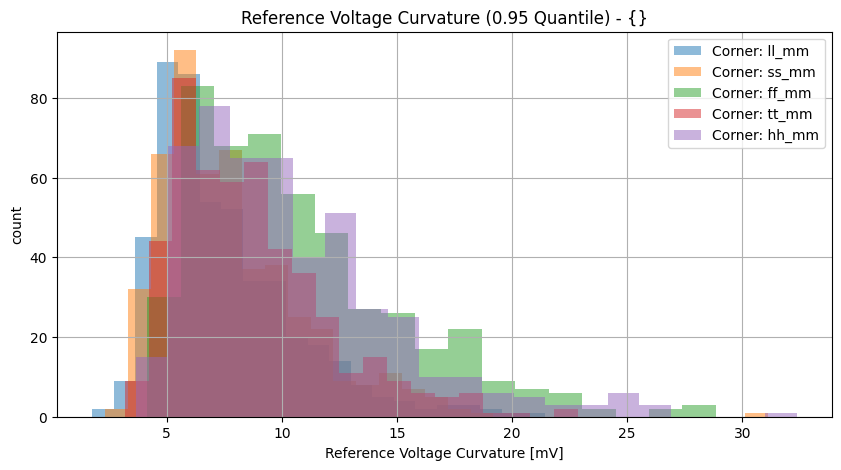 Reference Voltage Curvature (0.95 Quantile) - {}
Corner: ll_mm
Corner: ss_mm
Corner: ff_mm
Corner: tt_mm
Corner: hh_mm
count
80
60
40
20
0
5 10 15 20 25 30
Reference Voltage Curvature [mV]